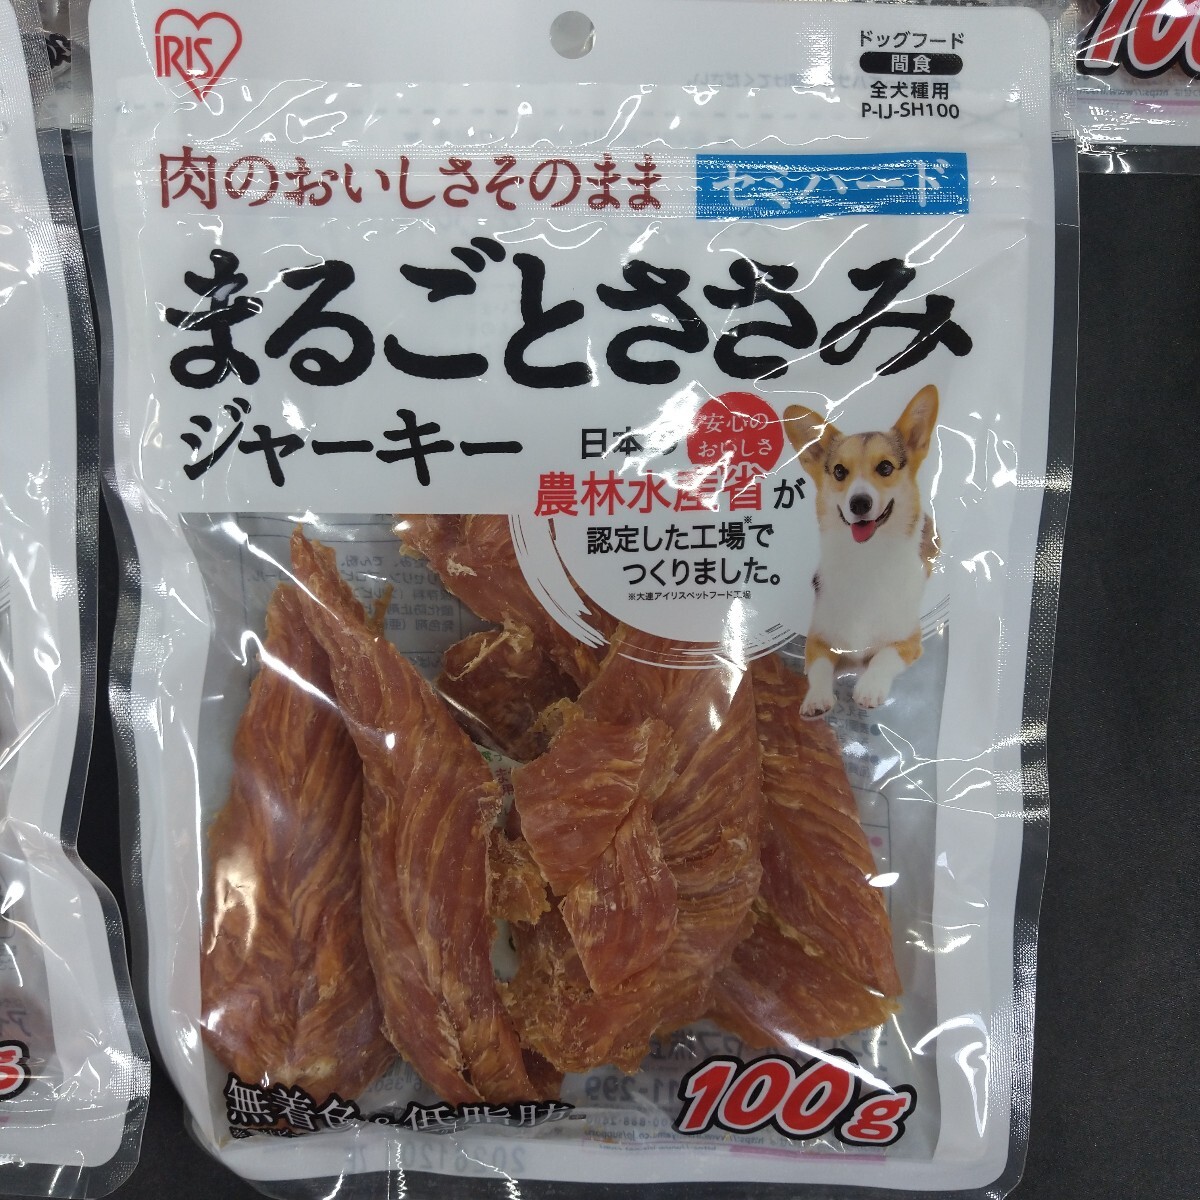 IRIS
ドッグフード
間食
全犬種用
P-IJ-SH100
肉のおいしさそのまま
セミハード
まるごとささみ
ジャーキー
安心の
おいしさ
日本の
農林水産省が
認定した工場※で
つくりました。
※大連アイリスペットフード工場
無着色・低脂肪
100g
100